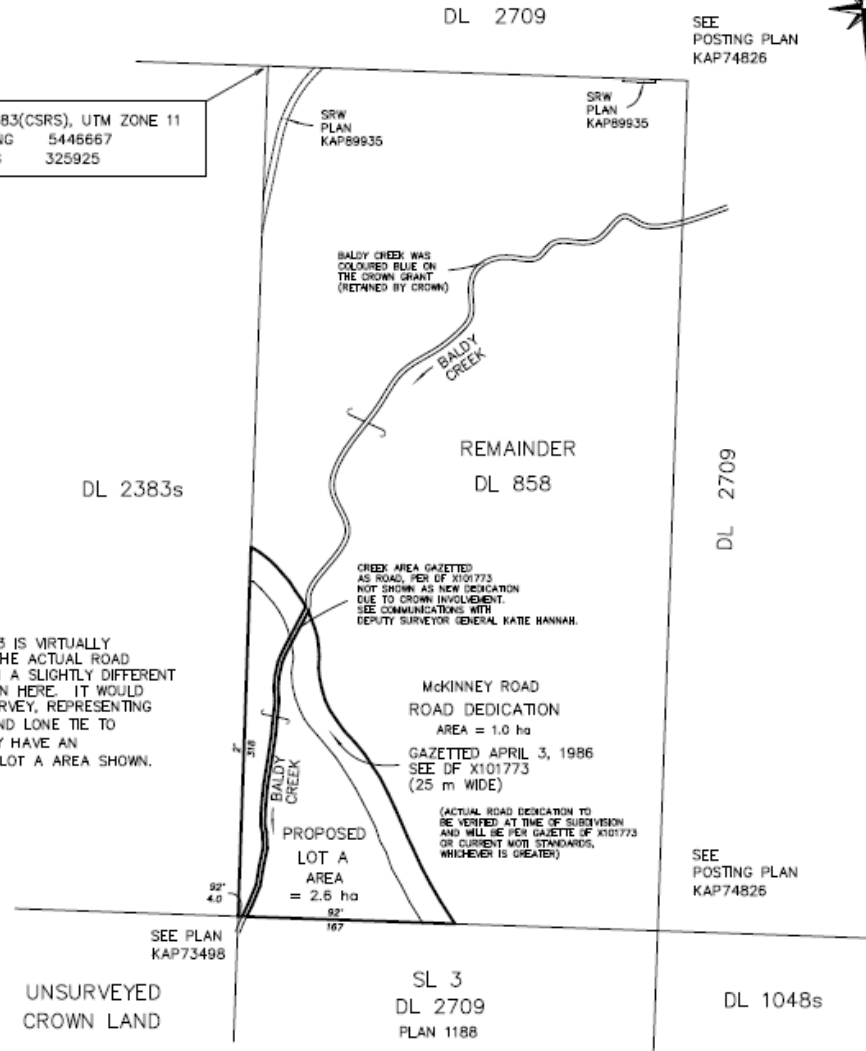 DL 2709
SEE
POSTING PLAN
KAP74826
83(CSRS), UTM ZONE 11
NG 5446667
325925
SRW
PLAN
KAP89935
SRW
PLAN
KAP89935
BALDY CREEK WAS
COLOURED BLUE ON
THE CROWN GRANT
(RETAINED BY CROWN)
BALDY
CREEK
REMAINDER
DL 858
DL 2383s
DL 2709
CREEK AREA GAZETTED
AS ROAD, PER DF X101773
NOT SHOWN AS NEW DEDICATION
DUE TO CROWN INVOLVEMENT.
SEE COMMUNICATIONS WITH
DEPUTY SURVEYOR GENERAL KATIE HANNAH.
IS VIRTUALLY
HE ACTUAL ROAD
A SLIGHTLY DIFFERENT
N HERE. IT WOULD
RVEY, REPRESENTING
ND LONE TIE TO
Y HAVE AN
LOT A AREA SHOWN.
McKINNEY ROAD
ROAD DEDICATION
AREA = 1.0 ha
GAZETTED APRIL 3, 1986
SEE DF X101773
(25 m WIDE)
(ACTUAL ROAD DEDICATION TO
BE VERIFIED AT TIME OF SUBDIVISION
AND WILL BE PER GAZETTE DF X101773
OR CURRENT MOTI STANDARDS,
WHICHEVER IS GREATER)
2'
318
BALDY
CREEK
PROPOSED
LOT A
AREA
= 2.6 ha
92'
4.0
92'
167
SEE
POSTING PLAN
KAP74826
SEE PLAN
KAP73498
UNSURVEYED
CROWN LAND
SL 3
DL 2709
PLAN 1188
DL 1048s